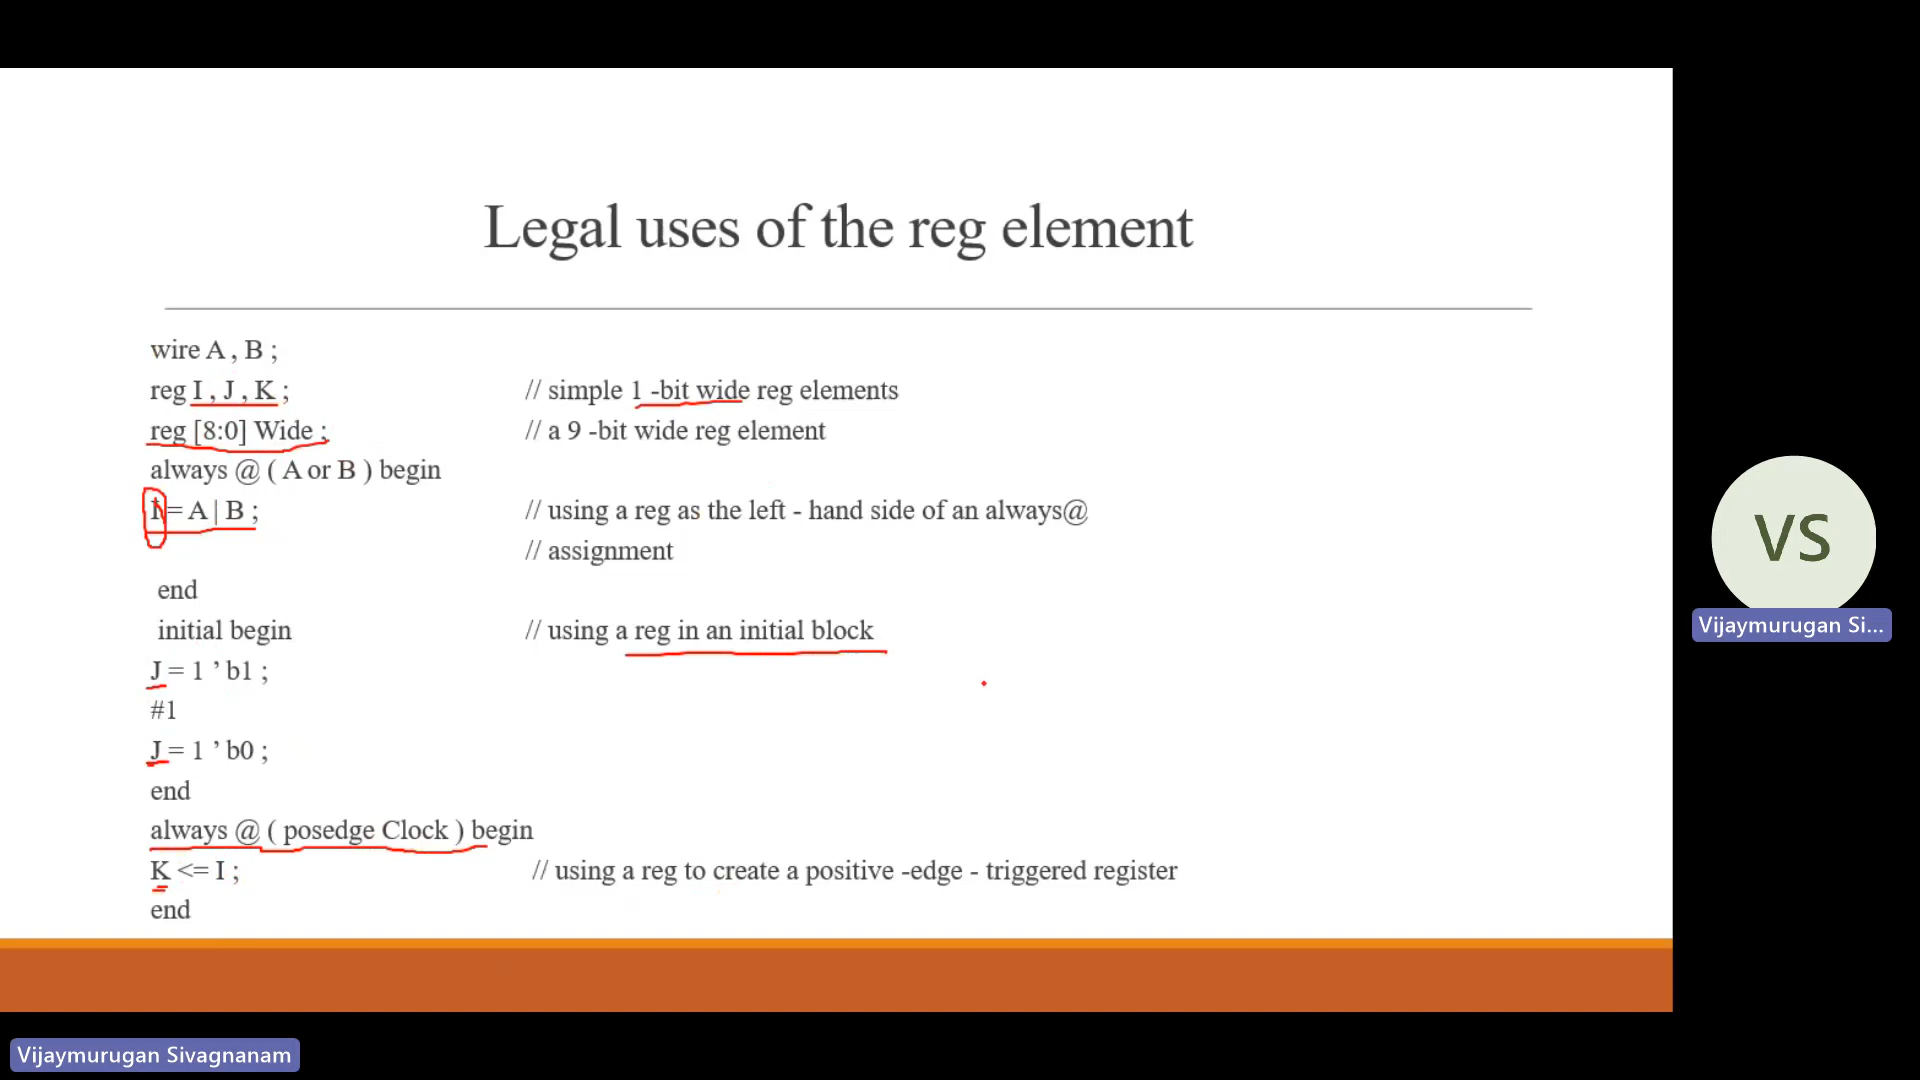 Legal uses of the reg element
wire A , B ;
reg I , J , K ; // simple 1 -bit wide reg elements
reg [8:0] Wide ; // a 9 -bit wide reg element
always @ ( A or B ) begin
I = A | B ; // using a reg as the left - hand side of an always@
// assignment
end
initial begin // using a reg in an initial block
J = 1 ’ b1 ;
#1
J = 1 ’ b0 ;
end
always @ ( posedge Clock ) begin
K <= I ; // using a reg to create a positive -edge - triggered register
end
VS
Vijaymurugan Si...
Vijaymurugan Sivagnanam